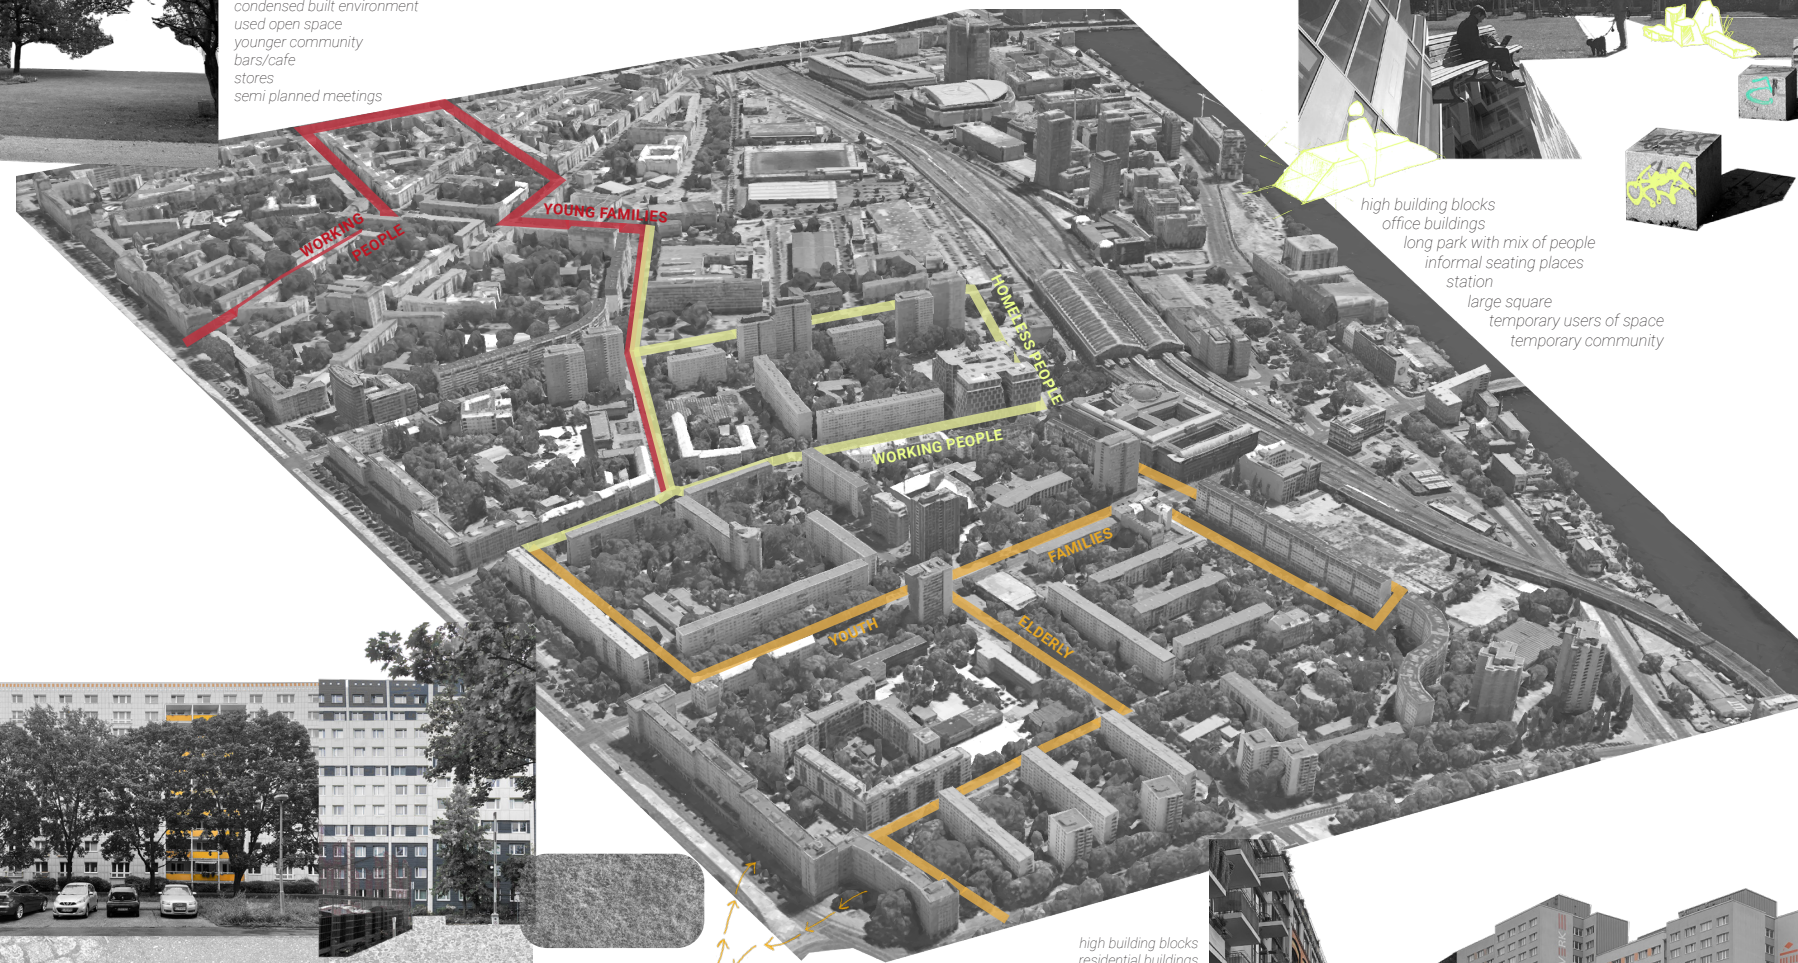 condensed built environment
used open space
younger community
bars/cafe
stores
semi planned meetings
YOUNG FAMILIES
WORKING
PEOPLE
HOMELESS PEOPLE
WORKING PEOPLE
FAMILIES
YOUTH
ELDERLY
high building blocks
office buildings
long park with mix of people
informal seating places
station
large square
temporary users of space
temporary community
high building blocks
residential buildings